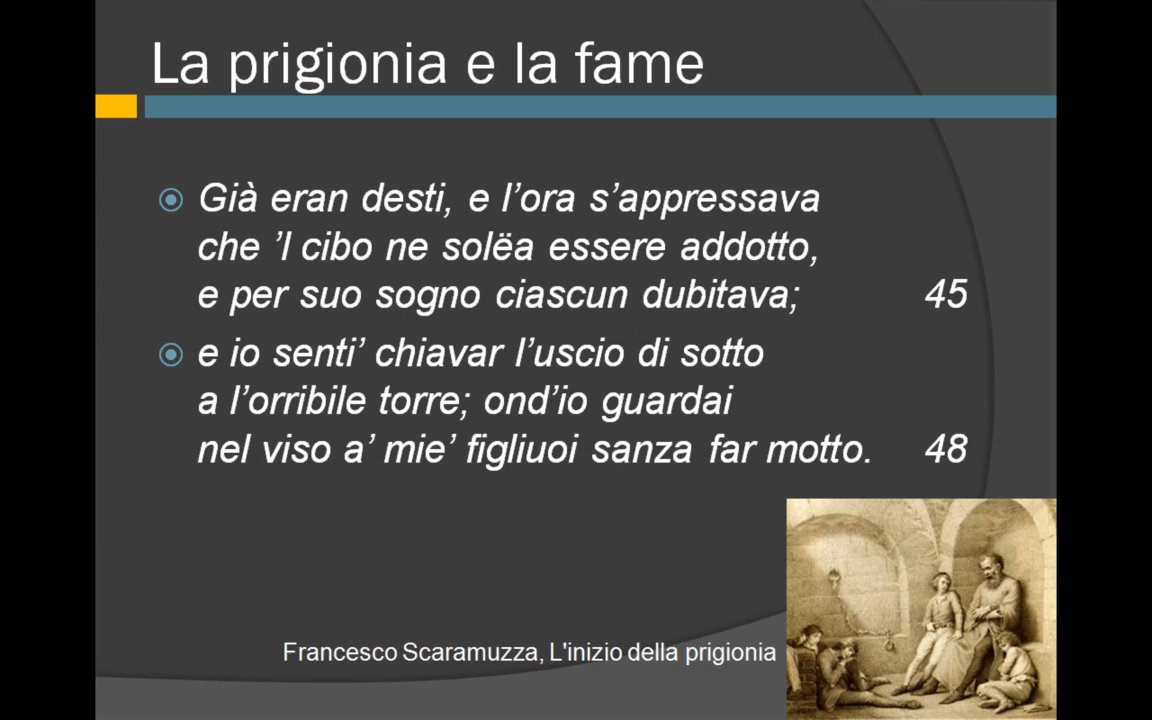 La prigionia e la fame
Già eran desti, e l’ora s’appressava
che ’l cibo ne solëa essere addotto,
e per suo sogno ciascun dubitava; 45
e io senti’ chiavar l’uscio di sotto
a l’orribile torre; ond’io guardai
nel viso a’ mie’ figliuoi sanza far motto. 48
Francesco Scaramuzza, L'inizio della prigionia